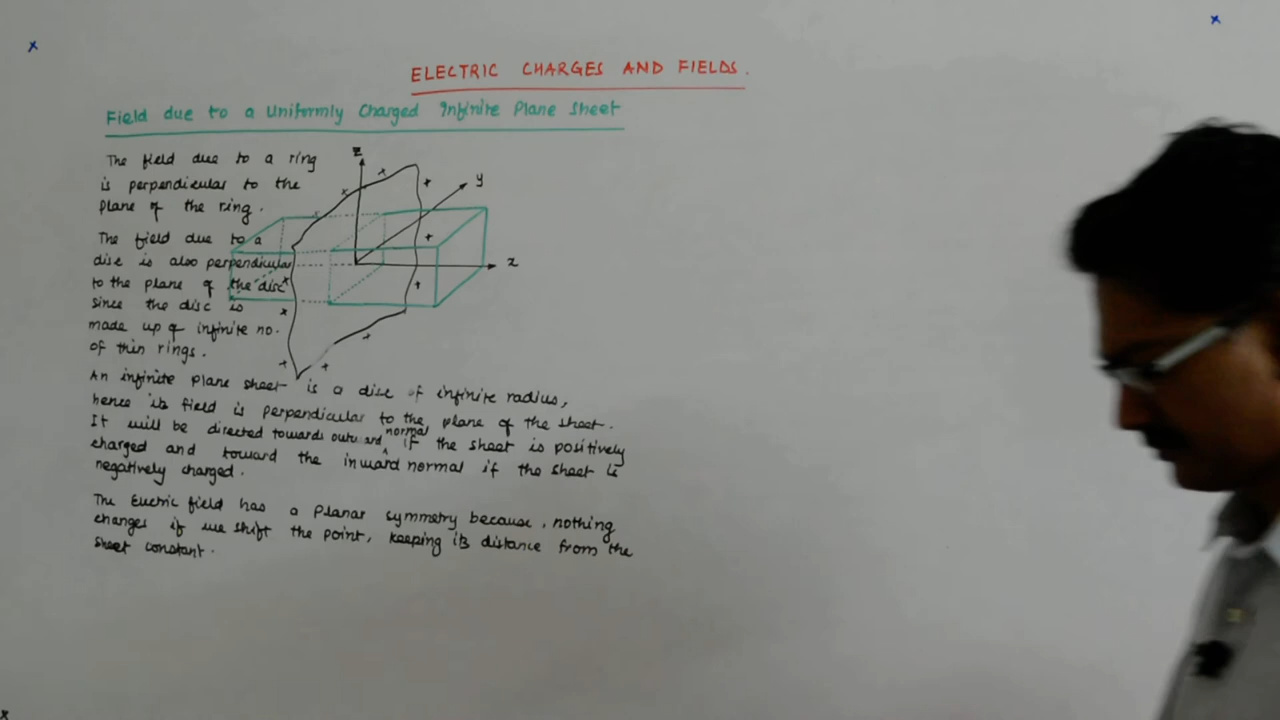 ELECTRIC CHARGES AND FIELDS.
Field due to a Uniformly Charged Infinite Plane Sheet
The field due to a ring
is perpendicular to the
plane of the ring.
The field due to a
disc is also perpendicular
to the plane of the disc
since the disc is
made up of infinite no.
of thin rings.
z
y
x
An infinite plane sheet is a disc of infinite radius,
hence its field is perpendicular to the plane of the sheet.
It will be directed towards outward normal if the sheet is positively
charged and toward the inward normal if the sheet is
negatively charged.
The Electric field has a planar symmetry because, nothing
changes if we shift the point, keeping its distance from the
sheet constant.